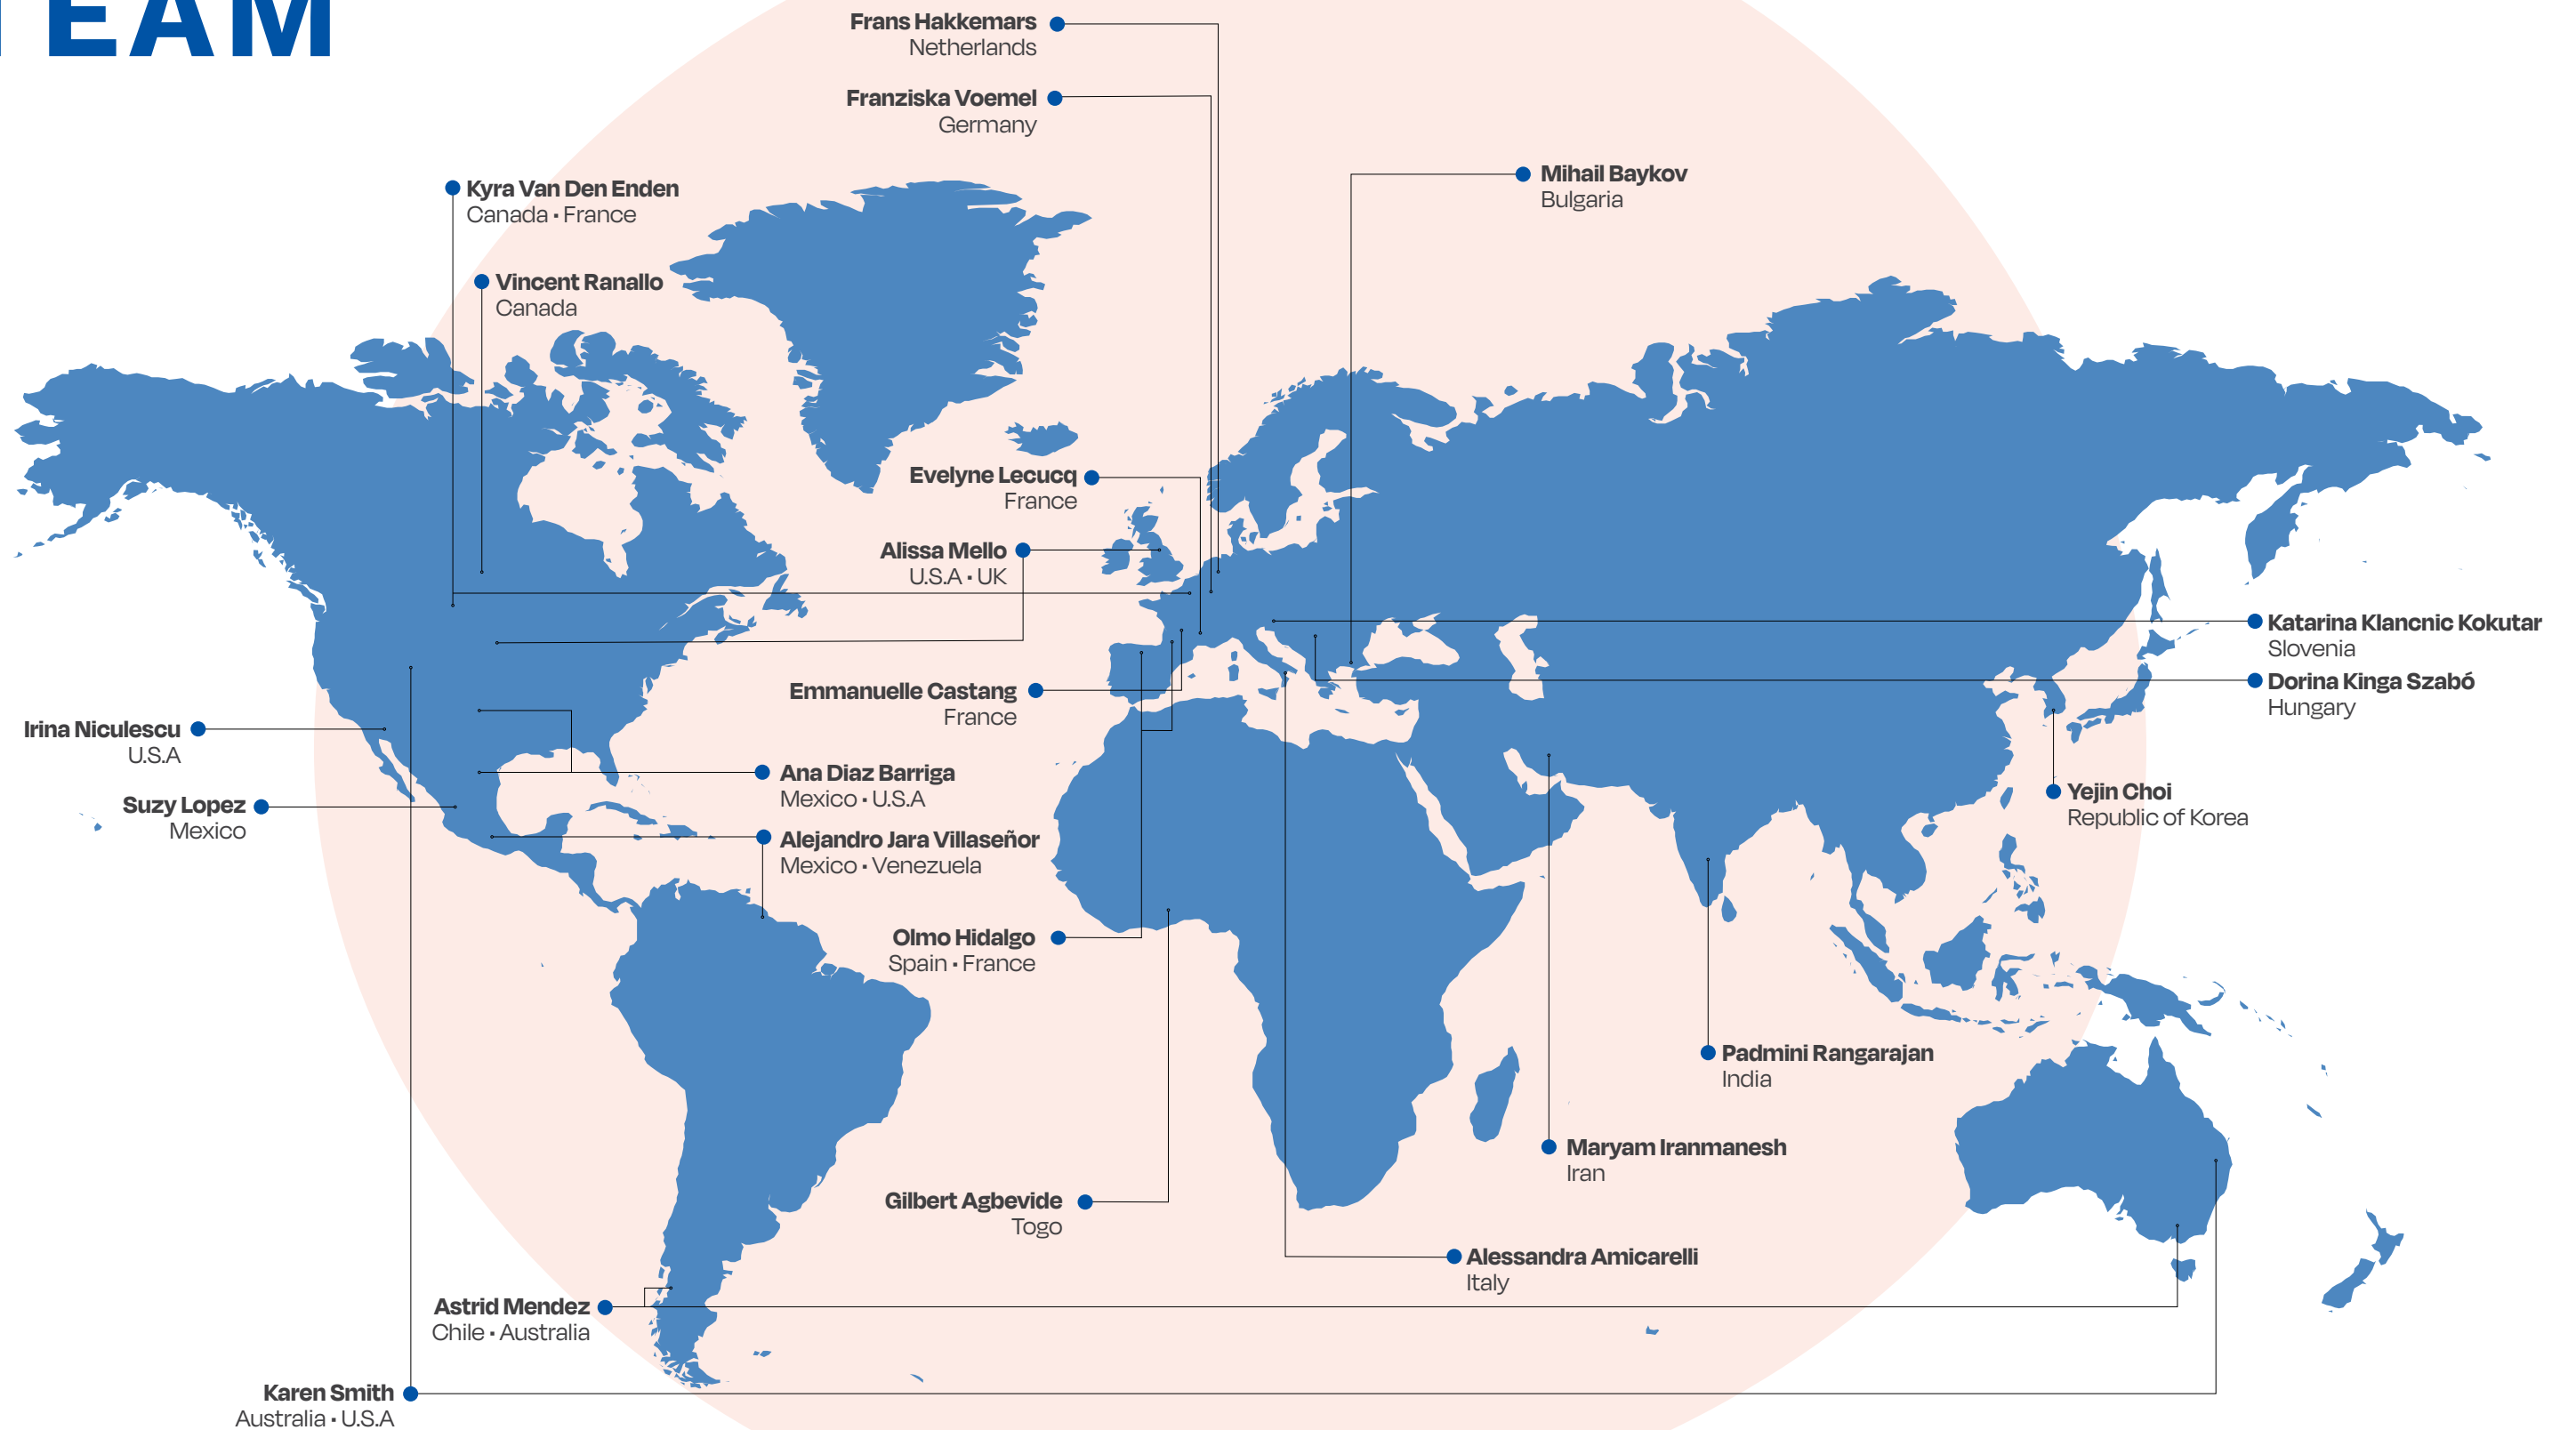 TEAM
Frans Hakkemars
Netherlands
Franziska Voemel
Germany
Mihail Baykov
Bulgaria
Kyra Van Den Enden
Canada • France
Vincent Ranallo
Canada
Evelyne Lecucq
France
Alissa Mello
U.S.A • UK
Katarina Klancnic Kokutar
Slovenia
Dorina Kinga Szabó
Hungary
Emmanuelle Castang
France
Irina Niculescu
U.S.A
Ana Diaz Barriga
Mexico • U.S.A
Yejin Choi
Republic of Korea
Suzy Lopez
Mexico
Alejandro Jara Villaseñor
Mexico • Venezuela
Olmo Hidalgo
Spain • France
Padmini Rangarajan
India
Maryam Iranmanesh
Iran
Gilbert Agbevide
Togo
Alessandra Amicarelli
Italy
Astrid Mendez
Chile • Australia
Karen Smith
Australia • U.S.A